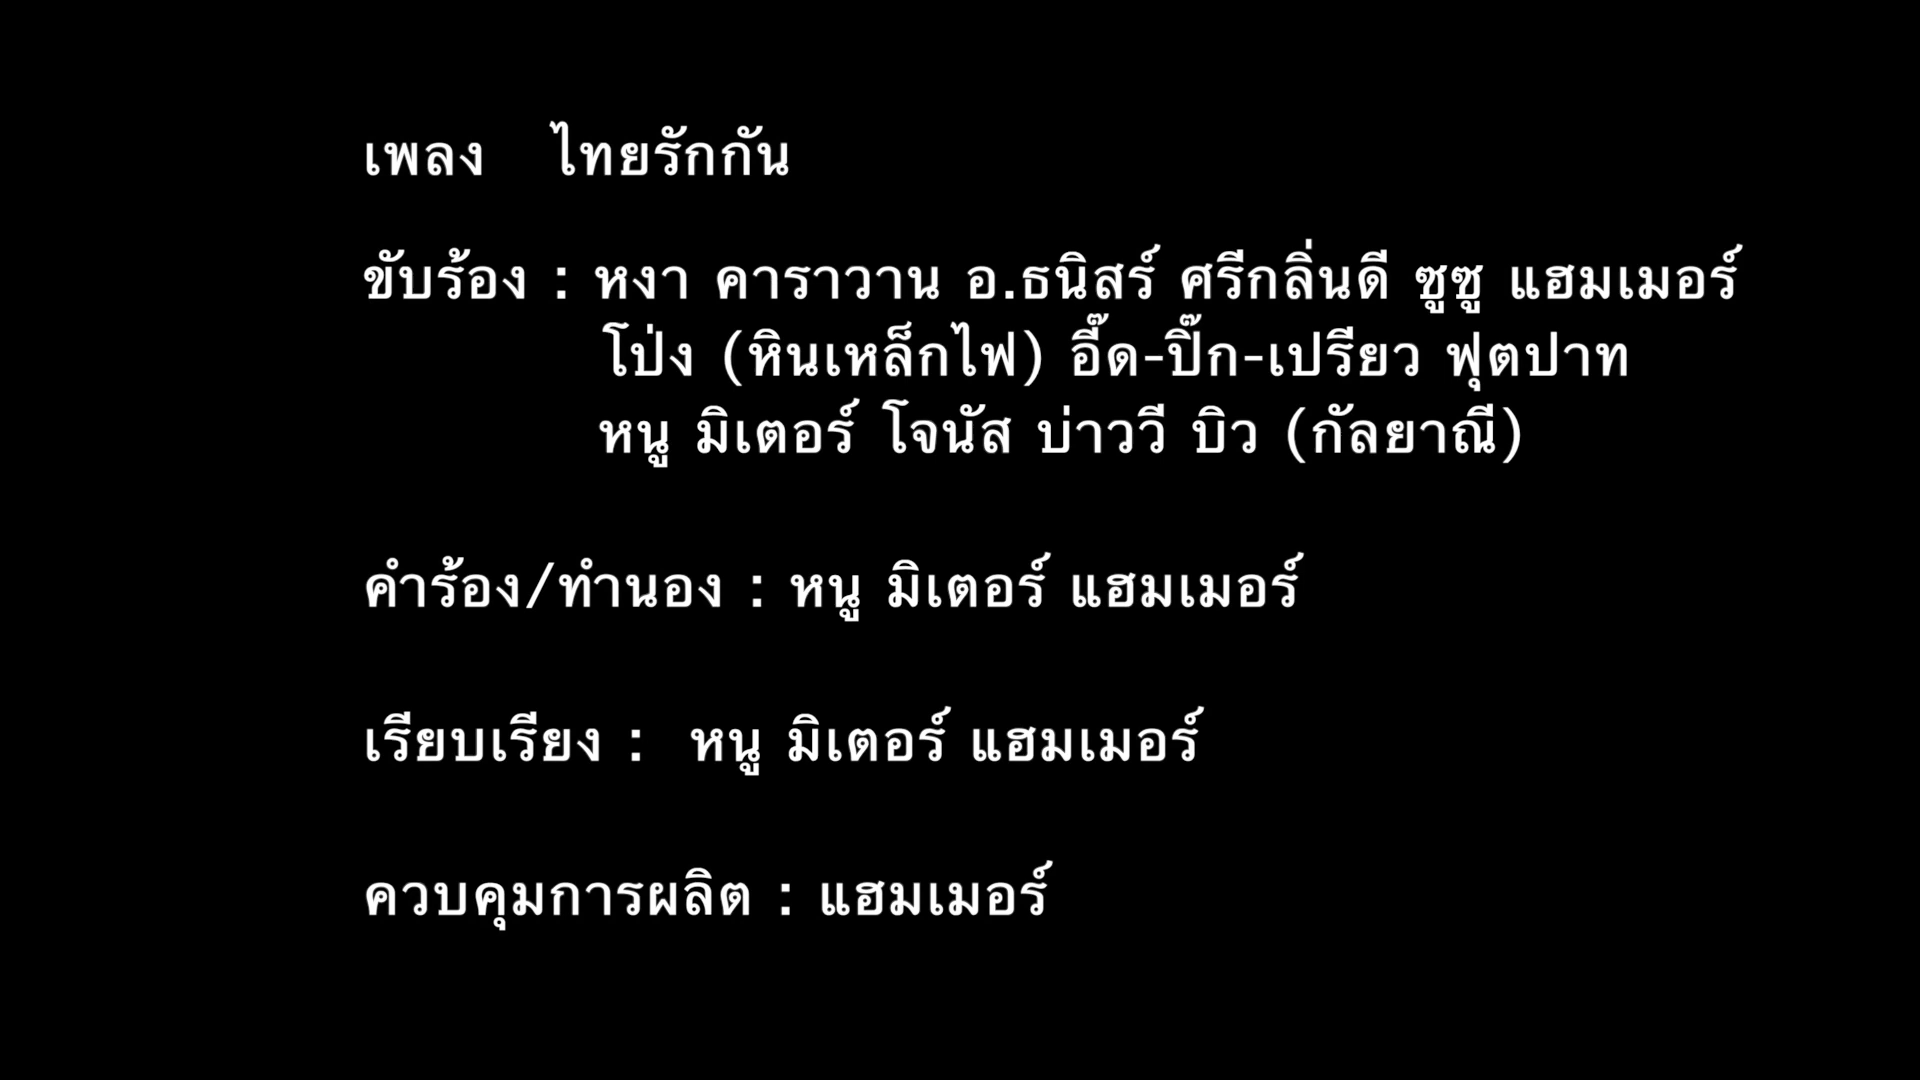 เพลง ไทยรักกัน
ขับร้อง : หงา คาราวาน อ.ธนิสร์ ศรีกลิ่นดี ซูซู แฮมเมอร์
โป่ง (หินเหล็กไฟ) อี๊ด-ปิ๊ก-เปรียว ฟุตปาท
หนู มิเตอร์ โจนัส บ่าววี บิว (กัลยาณี)
คำร้อง/ทำนอง : หนู มิเตอร์ แฮมเมอร์
เรียบเรียง : หนู มิเตอร์ แฮมเมอร์
ควบคุมการผลิต : แฮมเมอร์